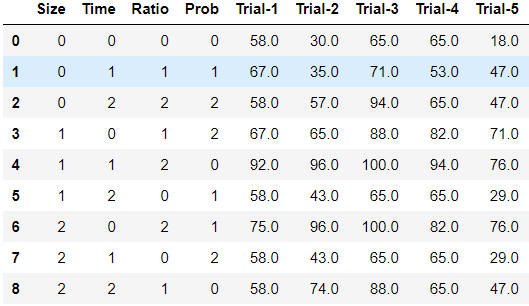 Size Time Ratio Prob Trial-1 Trial-2 Trial-3 Trial-4 Trial-5
0 0 0 0 0 58.0 30.0 65.0 65.0 18.0
1 0 1 1 1 67.0 35.0 71.0 53.0 47.0
2 0 2 2 2 58.0 57.0 94.0 65.0 47.0
3 1 0 1 2 67.0 65.0 88.0 82.0 71.0
4 1 1 2 0 92.0 96.0 100.0 94.0 76.0
5 1 2 0 1 58.0 43.0 65.0 65.0 29.0
6 2 0 2 1 75.0 96.0 100.0 82.0 76.0
7 2 1 0 2 58.0 43.0 65.0 65.0 29.0
8 2 2 1 0 58.0 74.0 88.0 65.0 47.0